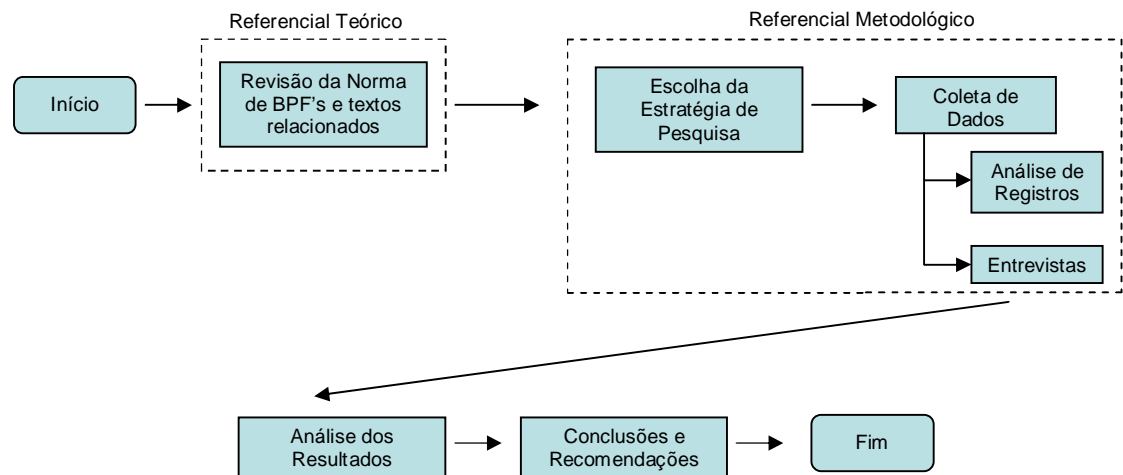 Referencial Teórico
Referencial Metodológico
Início
Revisão da Norma
de BPF's e textos
relacionados
Escolha da
Estratégia de
Pesquisa
Coleta de
Dados
Análise de
Registros
Entrevistas
Análise dos
Resultados
Conclusões e
Recomendações
Fim